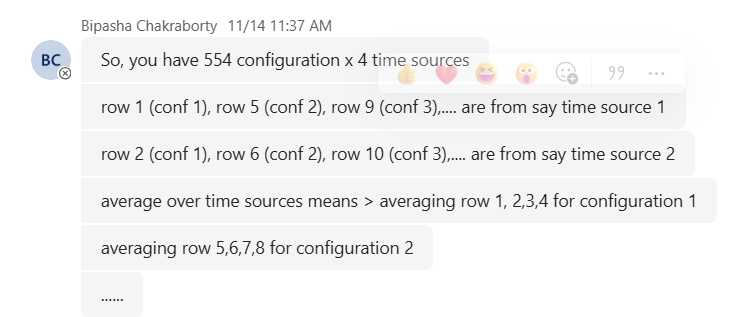 Bipasha Chakraborty 11/14 11:37 AM
BC
So, you have 554 configuration x 4 time sources
row 1 (conf 1), row 5 (conf 2), row 9 (conf 3),.... are from say time source 1
row 2 (conf 1), row 6 (conf 2), row 10 (conf 3),.... are from say time source 2
average over time sources means > averaging row 1, 2,3,4 for configuration 1
averaging row 5,6,7,8 for configuration 2
......